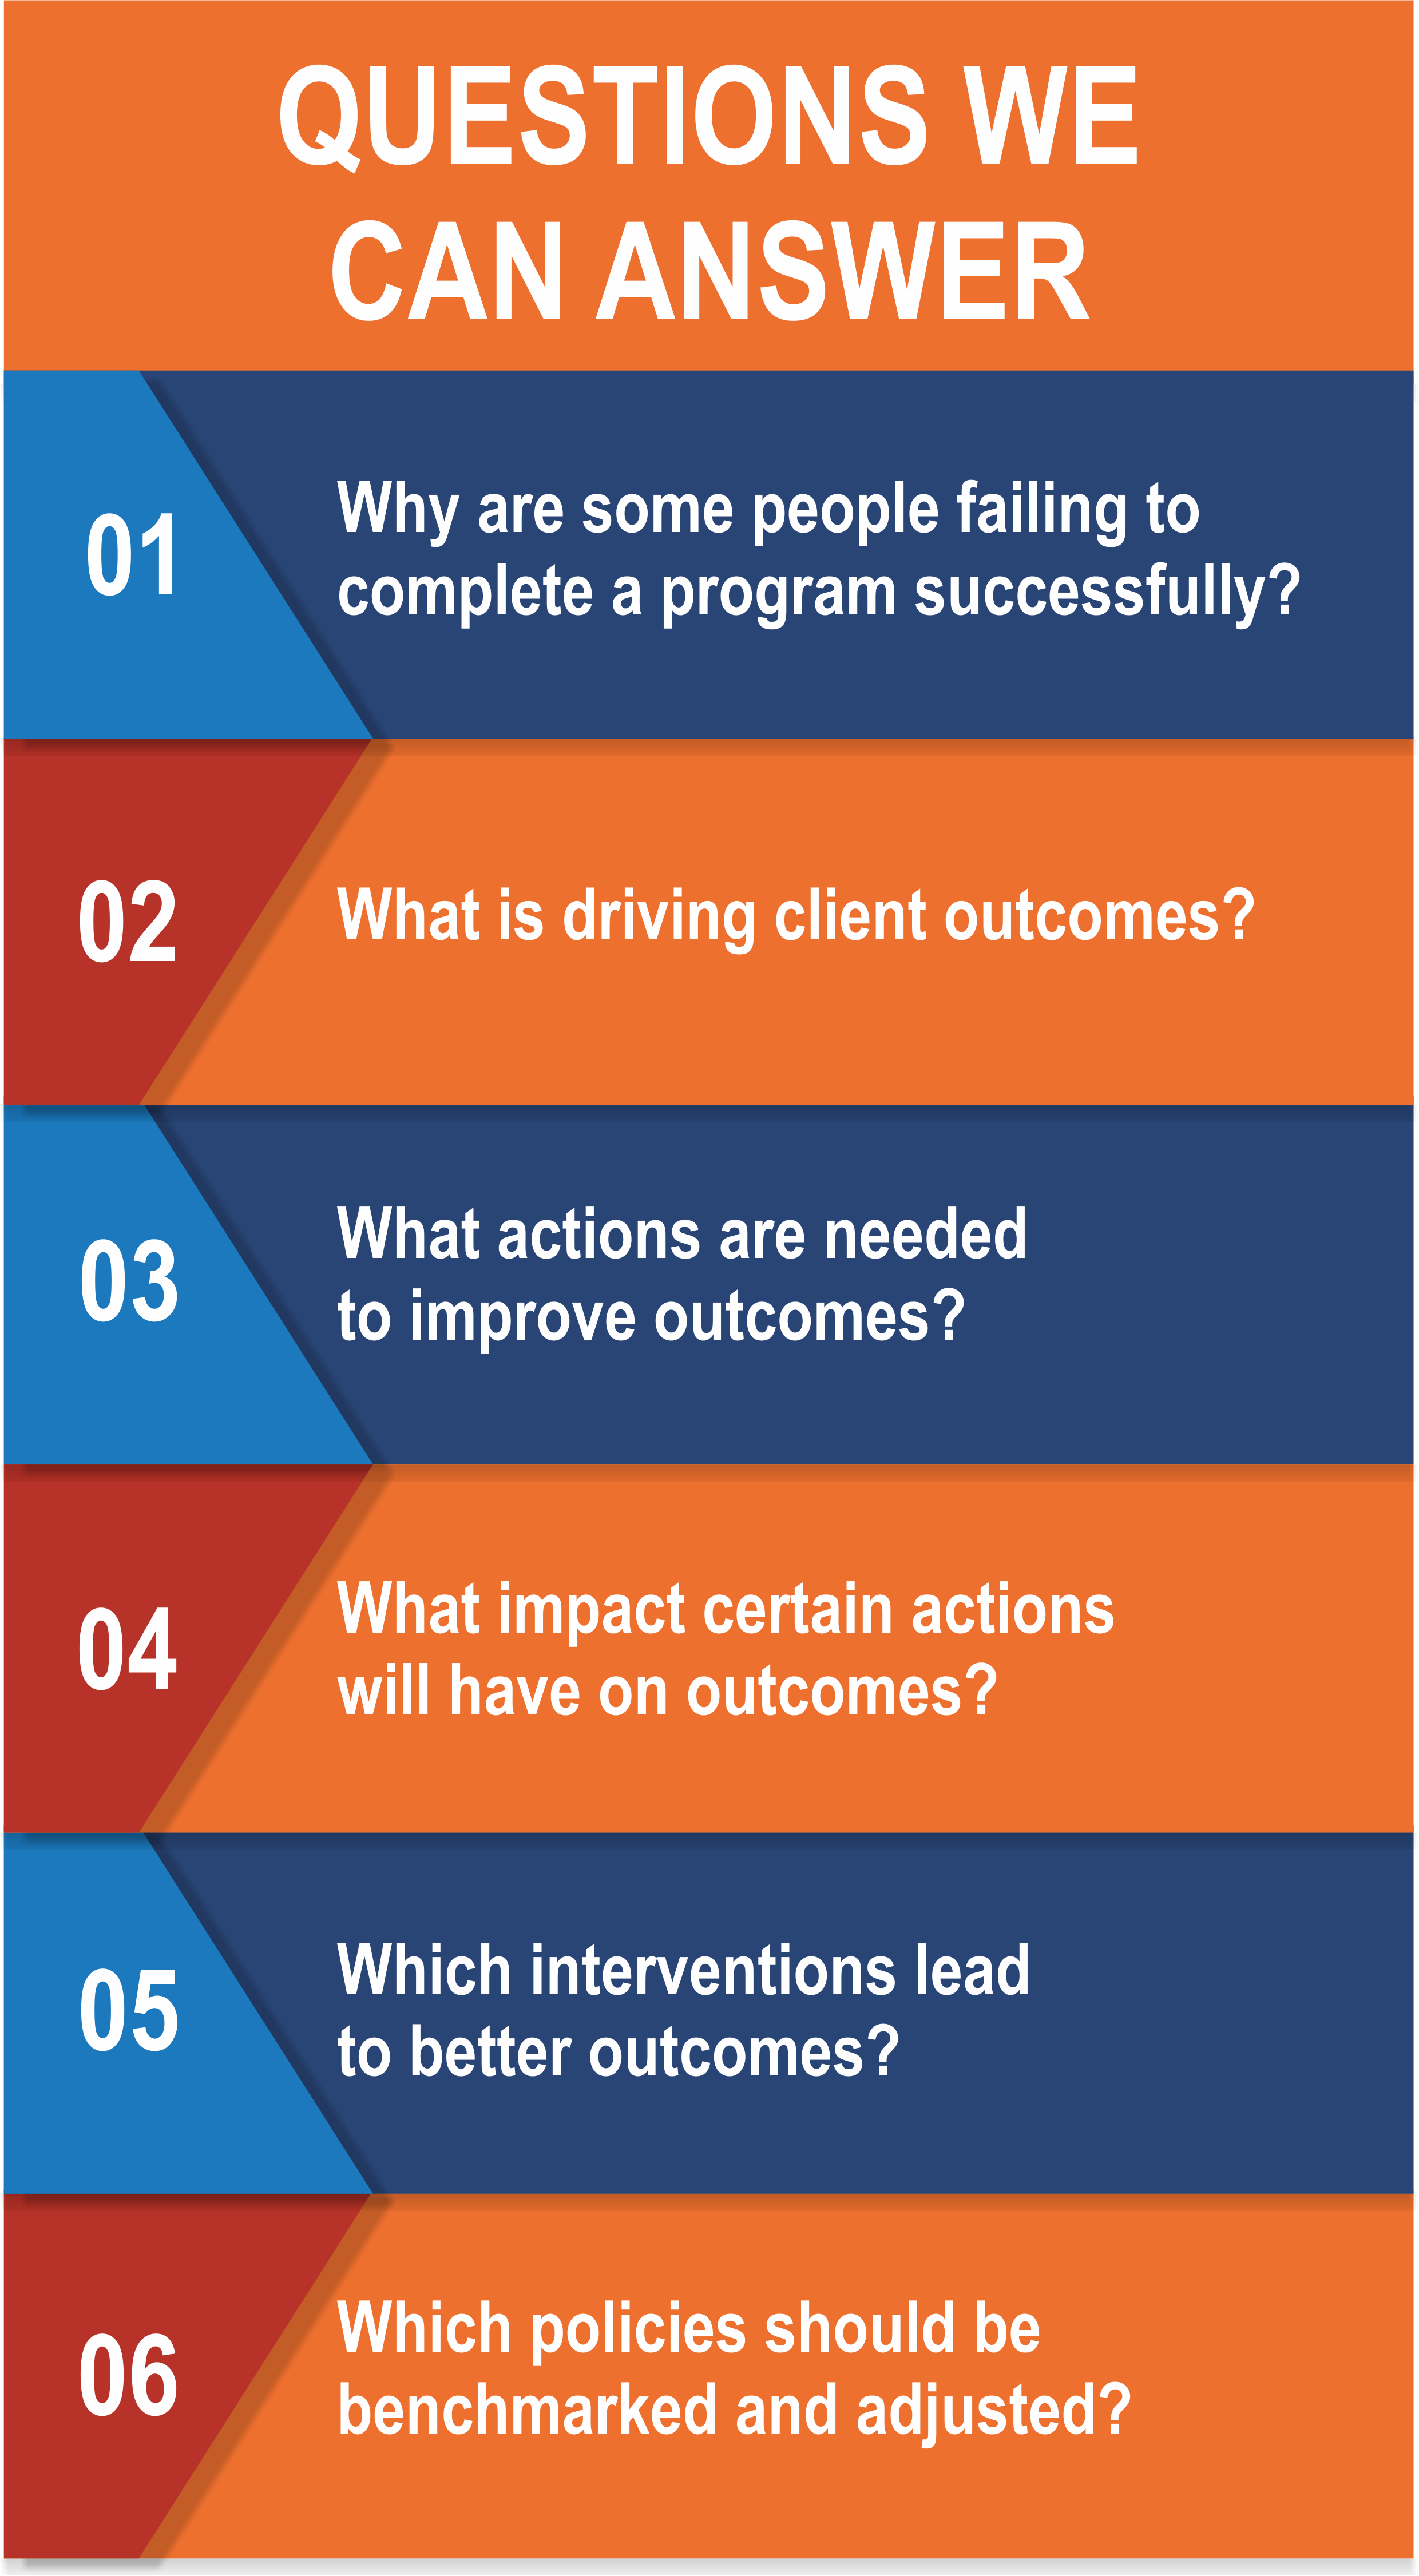 QUESTIONS WE
CAN ANSWER
01
Why are some people failing to
complete a program successfully?
02
What is driving client outcomes?
03
What actions are needed
to improve outcomes?
04
What impact certain actions
will have on outcomes?
05
Which interventions lead
to better outcomes?
06
Which policies should be
benchmarked and adjusted?